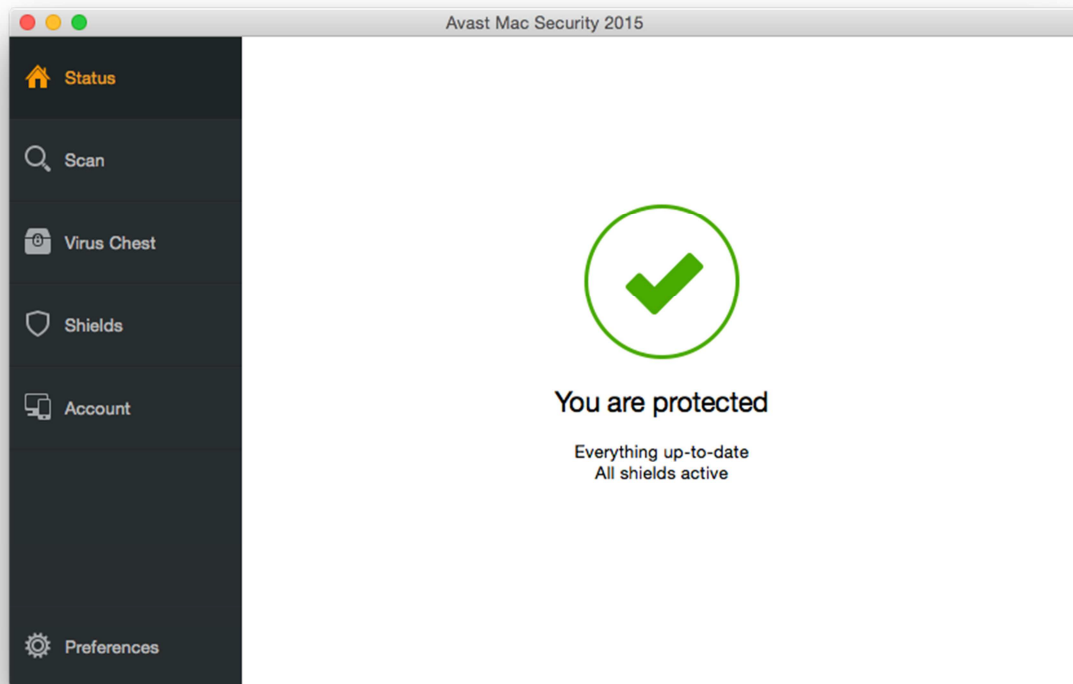 Avast Mac Security 2015
Status
Scan
Virus Chest
Shields
Account
Preferences
You are protected
Everything up-to-date
All shields active